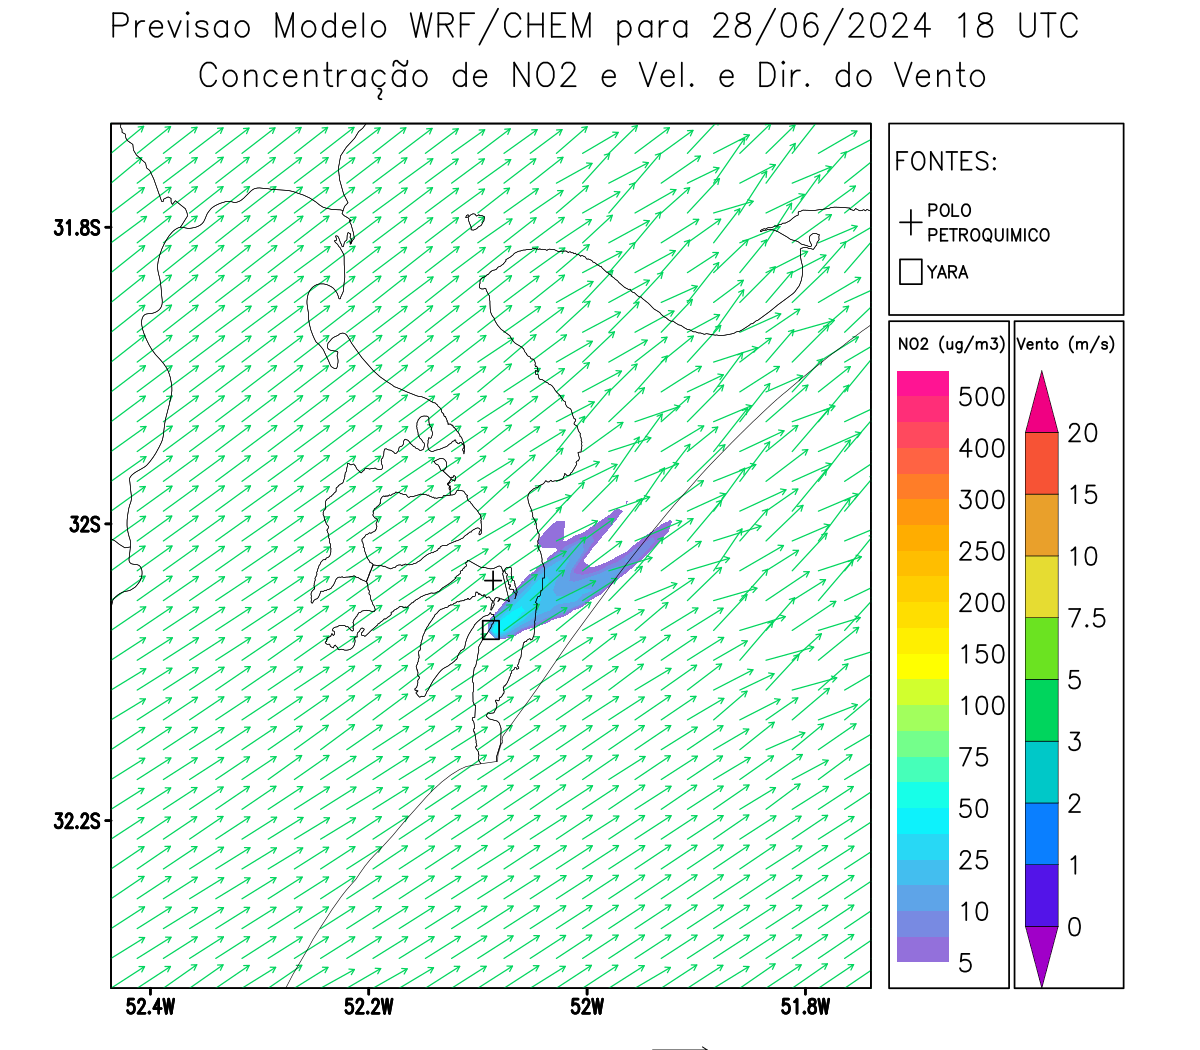 Previsao Modelo WRF/CHEM para 28/06/2024 18 UTC
Concentração de NO2 e Vel. e Dir. do Vento
FONTES:
POLO
PETROQUIMICO
YARA
31.8S
32S
32.2S
52.4W
52.2W
52W
51.8W
NO2 (ug/m3)
500
400
300
250
200
150
100
75
50
25
10
5
Vento (m/s)
20
15
10
7.5
5
3
2
1
0